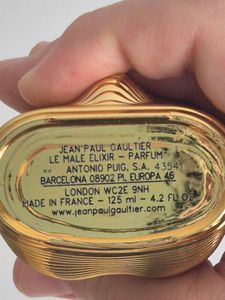 JEAN PAUL GAULTIER
LE MALE ELIXIR - PARFUM
ANTONIO PUIG, S.A. 43541
BARCELONA 08902 PL EUROPA 46
LONDON WC2E 9NH
MADE IN FRANCE - 125 ml - 4.2 FL OZ
www.jeanpaulgaultier.com